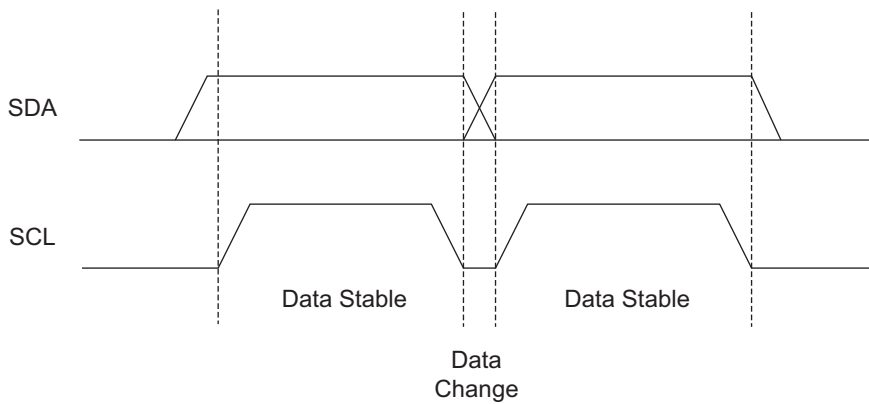 SDA
SCL
Data Stable
Data Stable
Data
Change